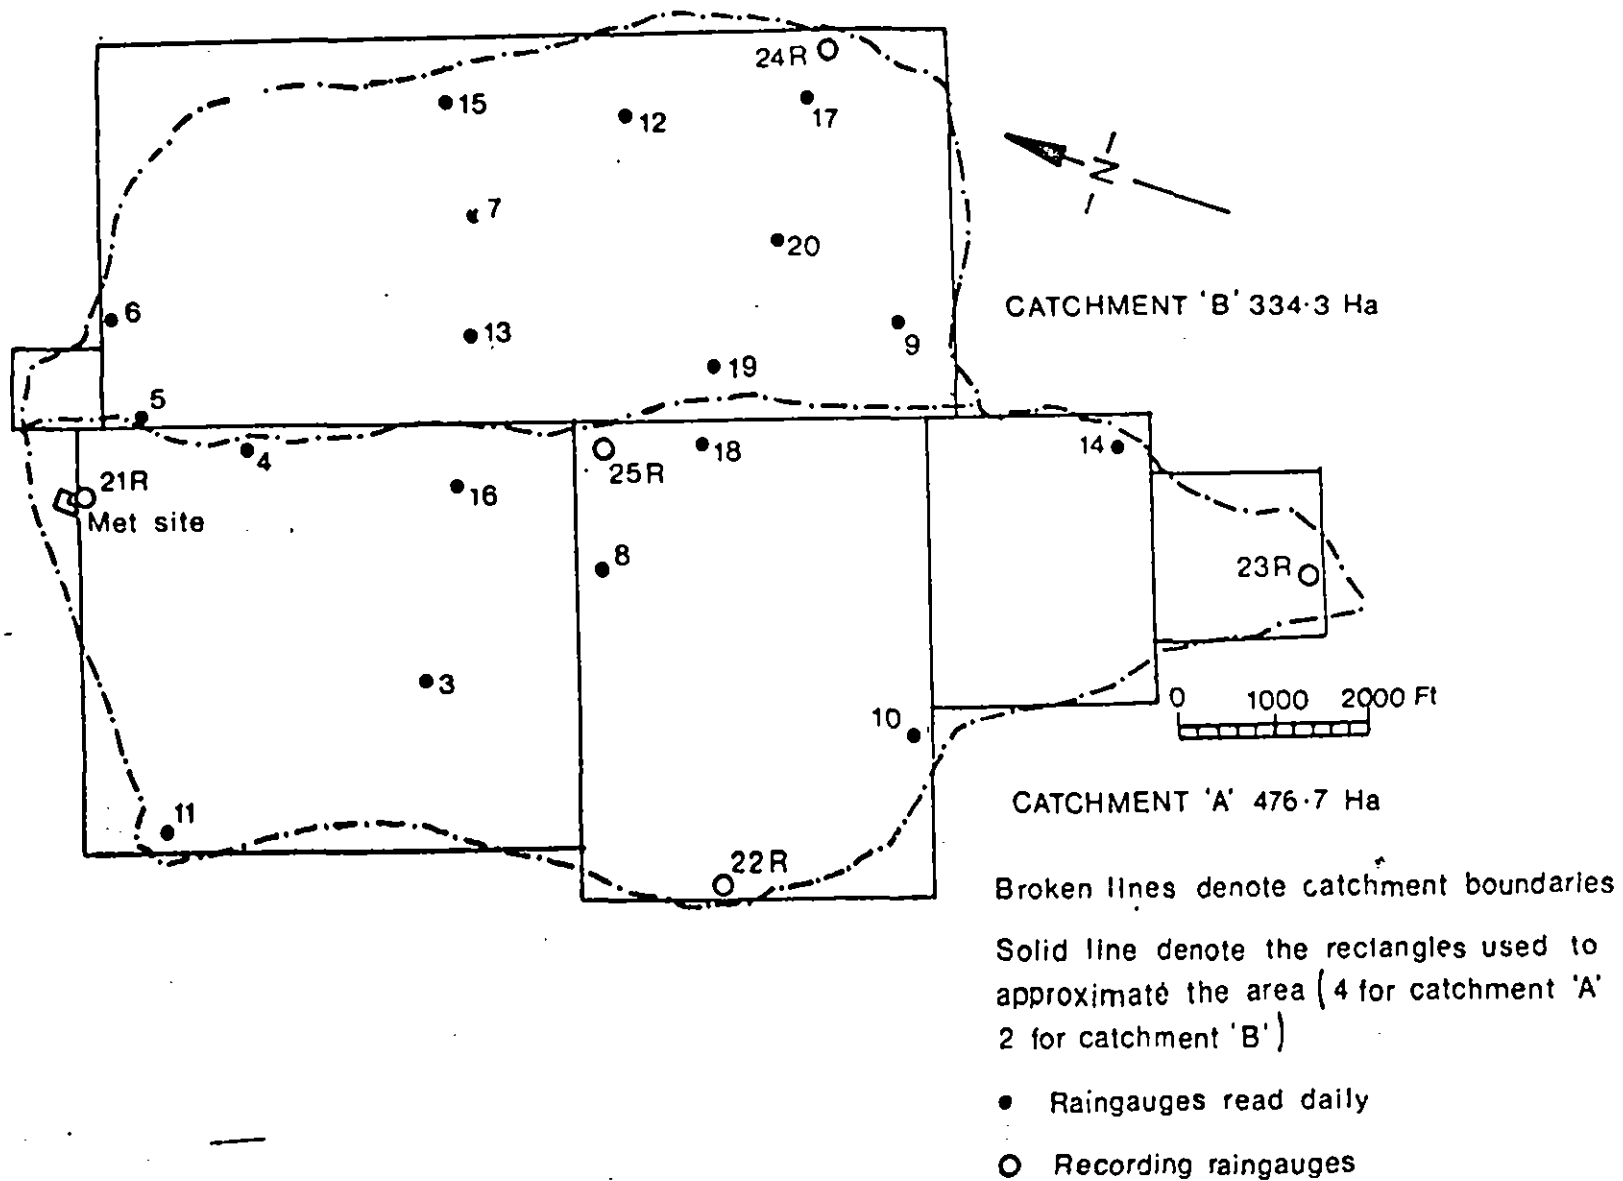 24R
15
12
17
N
7
20
CATCHMENT 'B' 334·3 Ha
6
13
9
19
5
4
18
14
21R
25R
16
Met site
8
23R
3
0 1000 2000 Ft
10
CATCHMENT 'A' 476·7 Ha
11
22R
Broken lines denote catchment boundaries
Solid line denote the rectangles used to
approximate the area (4 for catchment 'A'
2 for catchment 'B')
Raingauges read daily
Recording raingauges